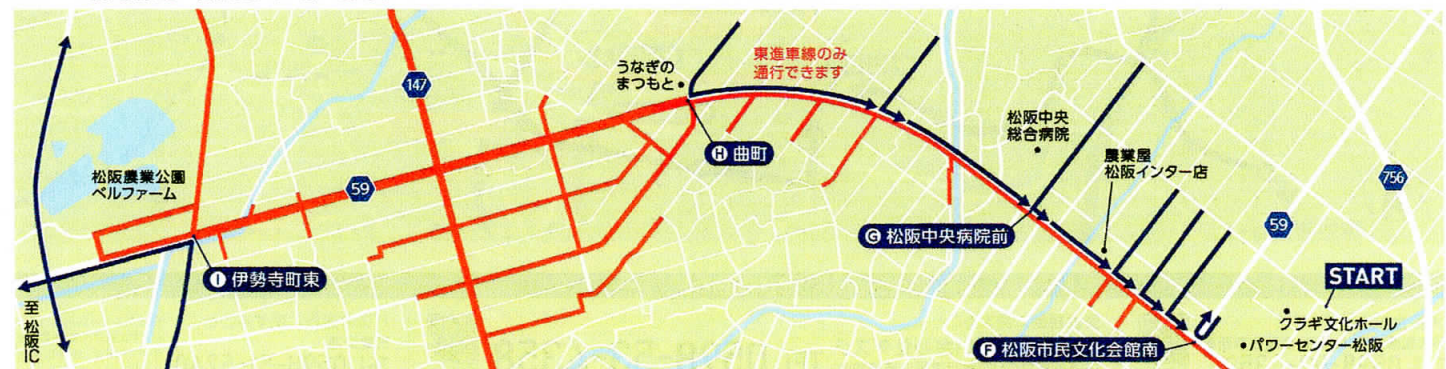 147
うなぎの
まつもと
東進車線のみ
通行できます
松阪中央
総合病院
農業屋
松阪インター店
756
松阪農業公園
ベルファーム
59
H 曲町
G 松阪中央病院前
59
I 伊勢寺町東
START
至 松阪IC
クラギ文化ホール
F 松阪市民文化会館南
パワーセンター松阪